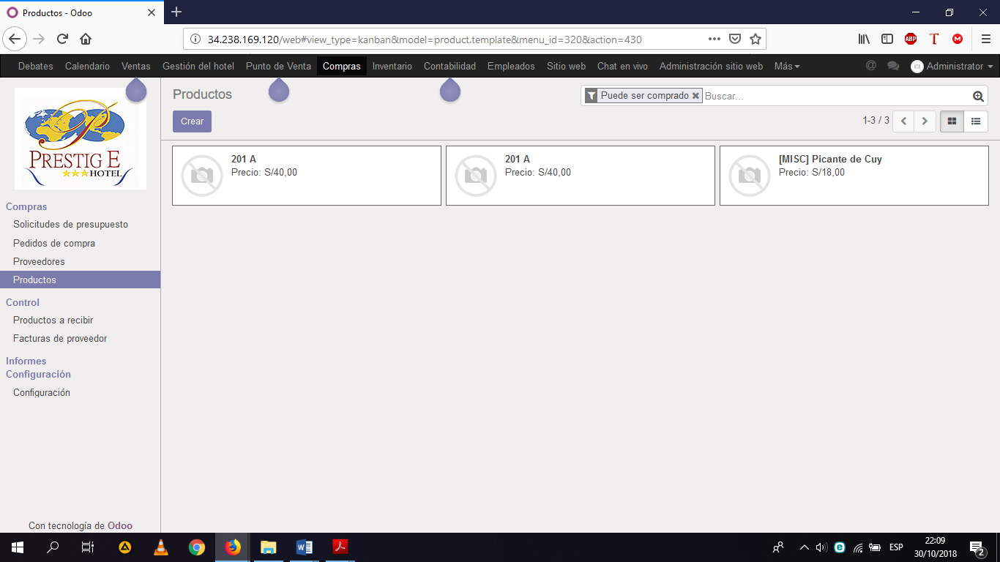 Productos - Odoo
34.238.169.120/web#view_type=kanban&model=product.template&menu_id=320&action=430
ABP
T
M
Debates Calendario Ventas Gestión del hotel Punto de Venta Compras Inventario Contabilidad Empleados Sitio web Chat en vivo Administración sitio web Más @ Administrator
P
PRESTIGE
HOTEL
Productos
Puede ser comprado Buscar...
Crear
1-3 / 3
201 A
Precio: S/40,00
201 A
Precio: S/40,00
[MISC] Picante de Cuy
Precio: S/18,00
Compras
Solicitudes de presupuesto
Pedidos de compra
Proveedores
Productos
Control
Productos a recibir
Facturas de proveedor
Informes
Configuración
Configuración
Con tecnología de Odoo
ESP
22:09
30/10/2018
2